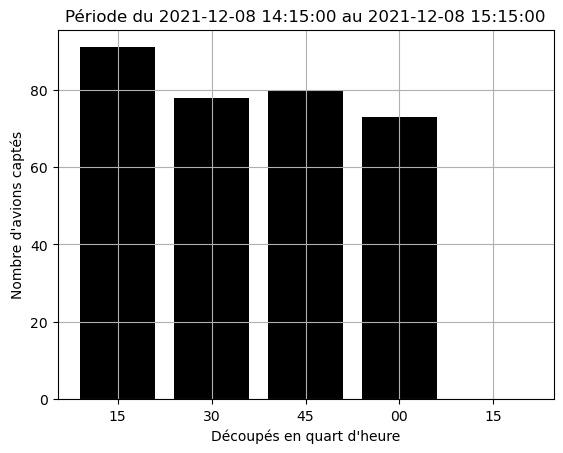 Période du 2021-12-08 14:15:00 au 2021-12-08 15:15:00
Nombre d'avions captés
80
60
40
20
0
15 30 45 00 15
Découpés en quart d'heure